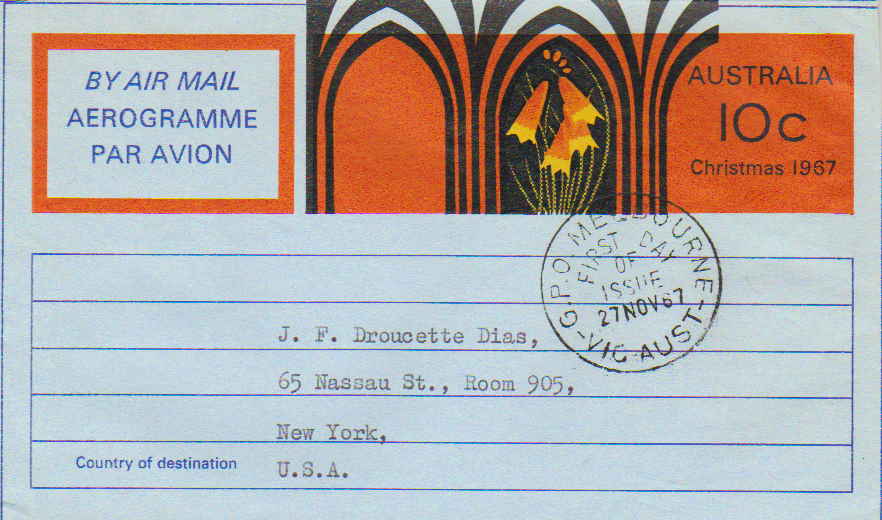 BY AIR MAIL
AEROGRAMME
PAR AVION
AUSTRALIA
10c
Christmas 1967
G.P.O. MELBOURNE
FIRST DAY
OF
ISSUE
27NOV67
-VIC-AUST-
J. F. Droucette Dias,
65 Nassau St., Room 905,
New York,
Country of destination U.S.A.